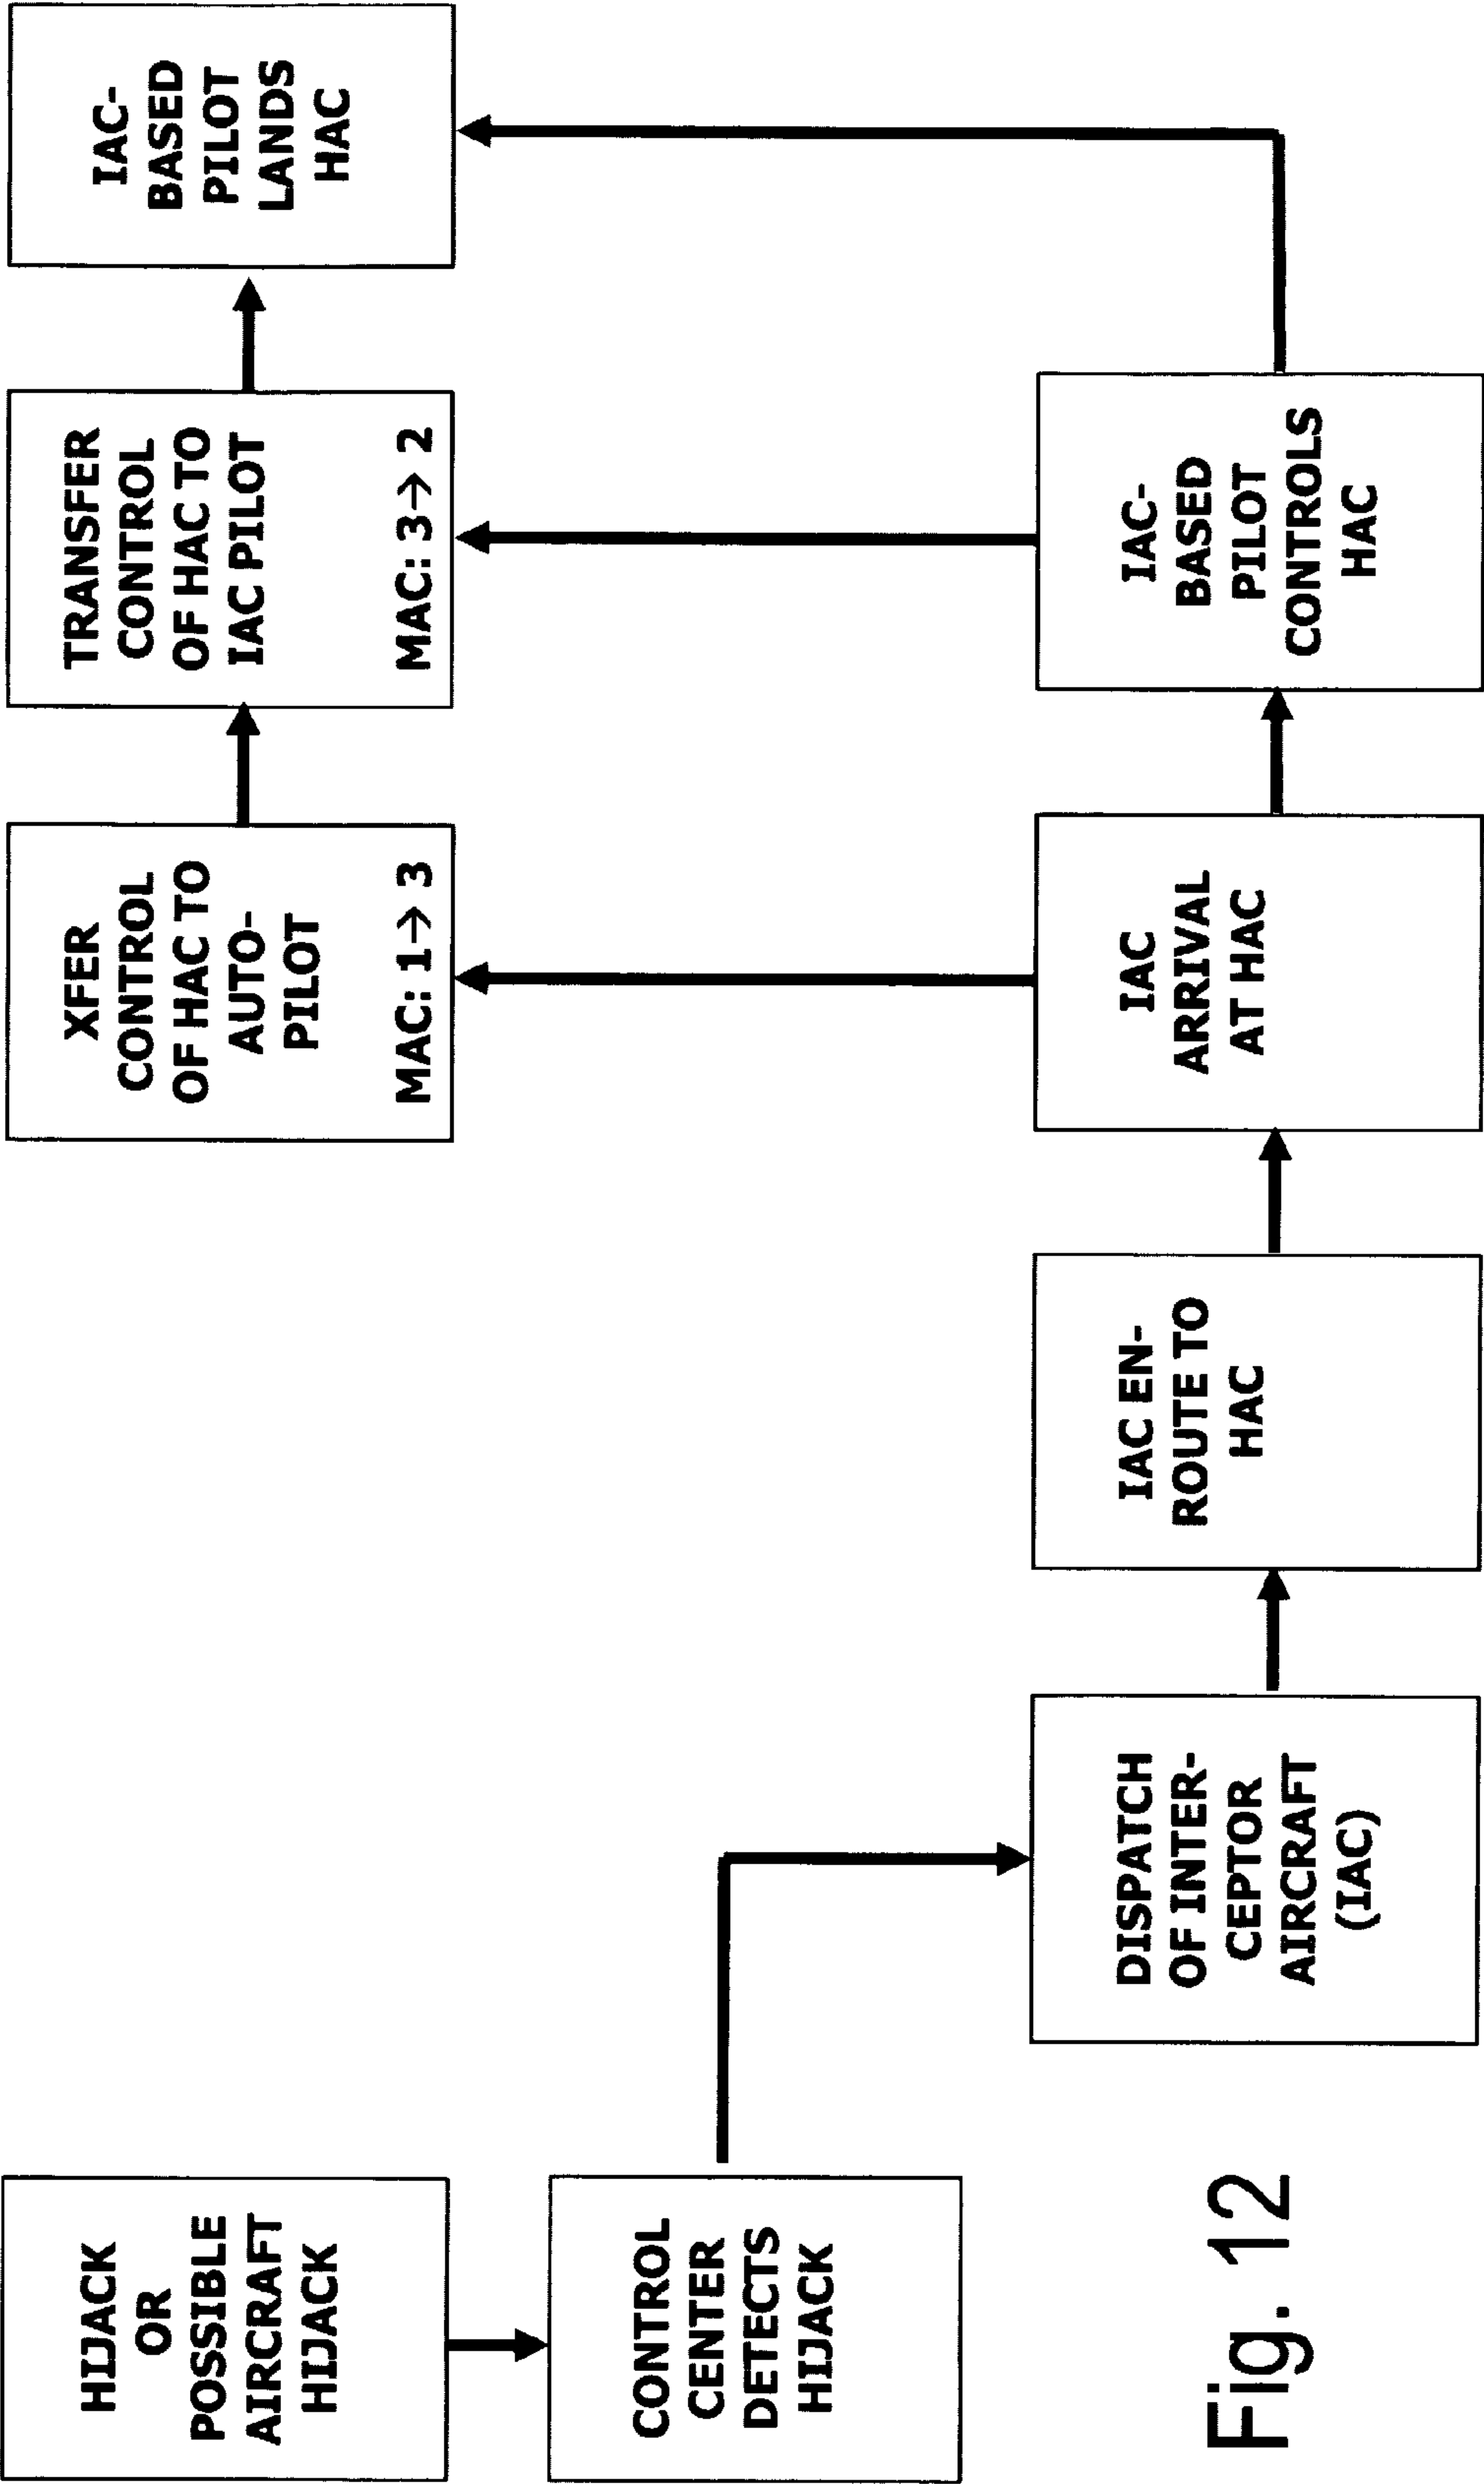 HIJACK
OR
POSSIBLE
AIRCRAFT
HIJACK
CONTROL
CENTER
DETECTS
HIJACK
DISPATCH
OF INTER-
CEPTOR
AIRCRAFT
(IAC)
IAC EN-
ROUTE TO
HAC
IAC
ARRIVAL
AT HAC
IAC-
BASED
PILOT
CONTROLS
HAC
XFER
CONTROL
OF HAC TO
AUTO-
PILOT
MAC: 1→ 3
TRANSFER
CONTROL
OF HAC TO
IAC PILOT
MAC: 3→ 2
IAC-
BASED
PILOT
LANDS
HAC
Fig. 12